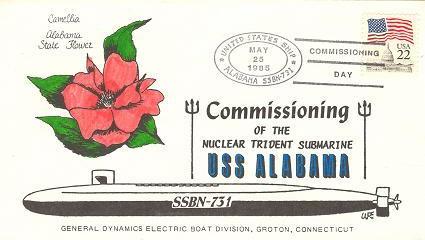 Camellia
Alabama
State Flower
UNITED STATES SHIP
MAY
25
1985
ALABAMA SSBN-731
COMMISSIONING
DAY
USA
22
Commissioning
OF THE
NUCLEAR TRIDENT SUBMARINE
USS ALABAMA
SSBN-731
GENERAL DYNAMICS ELECTRIC BOAT DIVISION, GROTON, CONNECTICUT